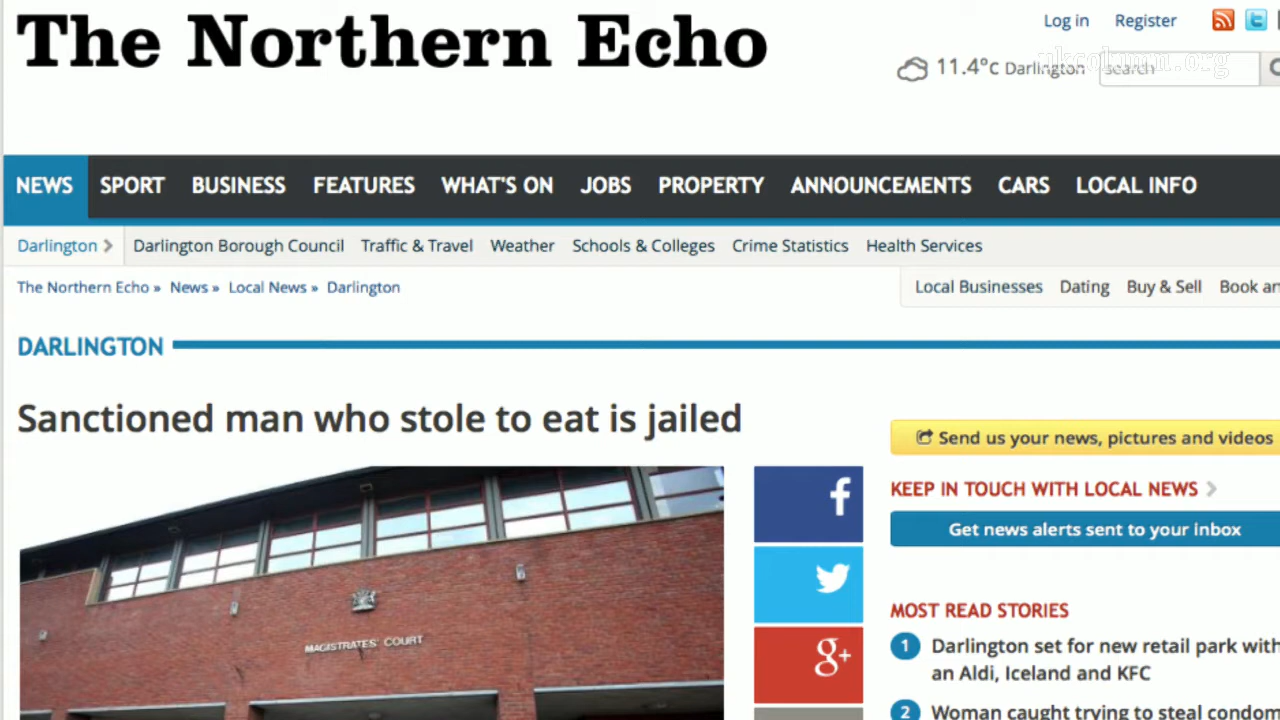 The Northern Echo
Log in Register
ukcolumn.org
11.4°C Darlington search
NEWS SPORT BUSINESS FEATURES WHAT'S ON JOBS PROPERTY ANNOUNCEMENTS CARS LOCAL INFO
Darlington Darlington Borough Council Traffic & Travel Weather Schools & Colleges Crime Statistics Health Services
The Northern Echo » News » Local News » Darlington
Local Businesses Dating Buy & Sell Book
DARLINGTON
Sanctioned man who stole to eat is jailed
Send us your news, pictures and videos
KEEP IN TOUCH WITH LOCAL NEWS
Get news alerts sent to your inbox
MAGISTRATES' COURT
f
g+
MOST READ STORIES
1 Darlington set for new retail park with
an Aldi, Iceland and KFC
2 Woman caught trying to steal condom